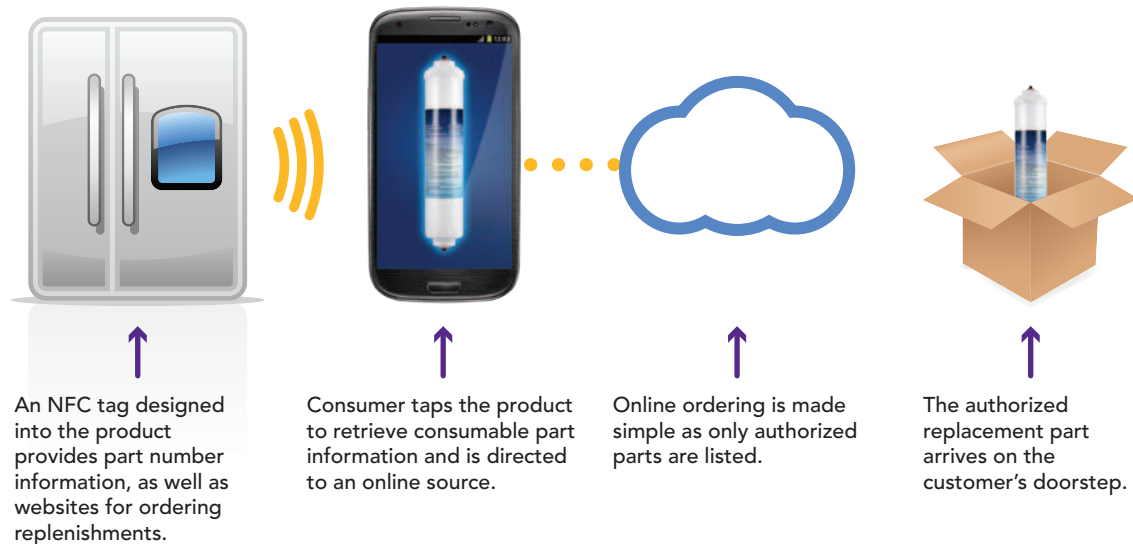 12:03
An NFC tag designed
into the product
provides part number
information, as well as
websites for ordering
replenishments.
Consumer taps the product
to retrieve consumable part
information and is directed
to an online source.
Online ordering is made
simple as only authorized
parts are listed.
The authorized
replacement part
arrives on the
customer's doorstep.